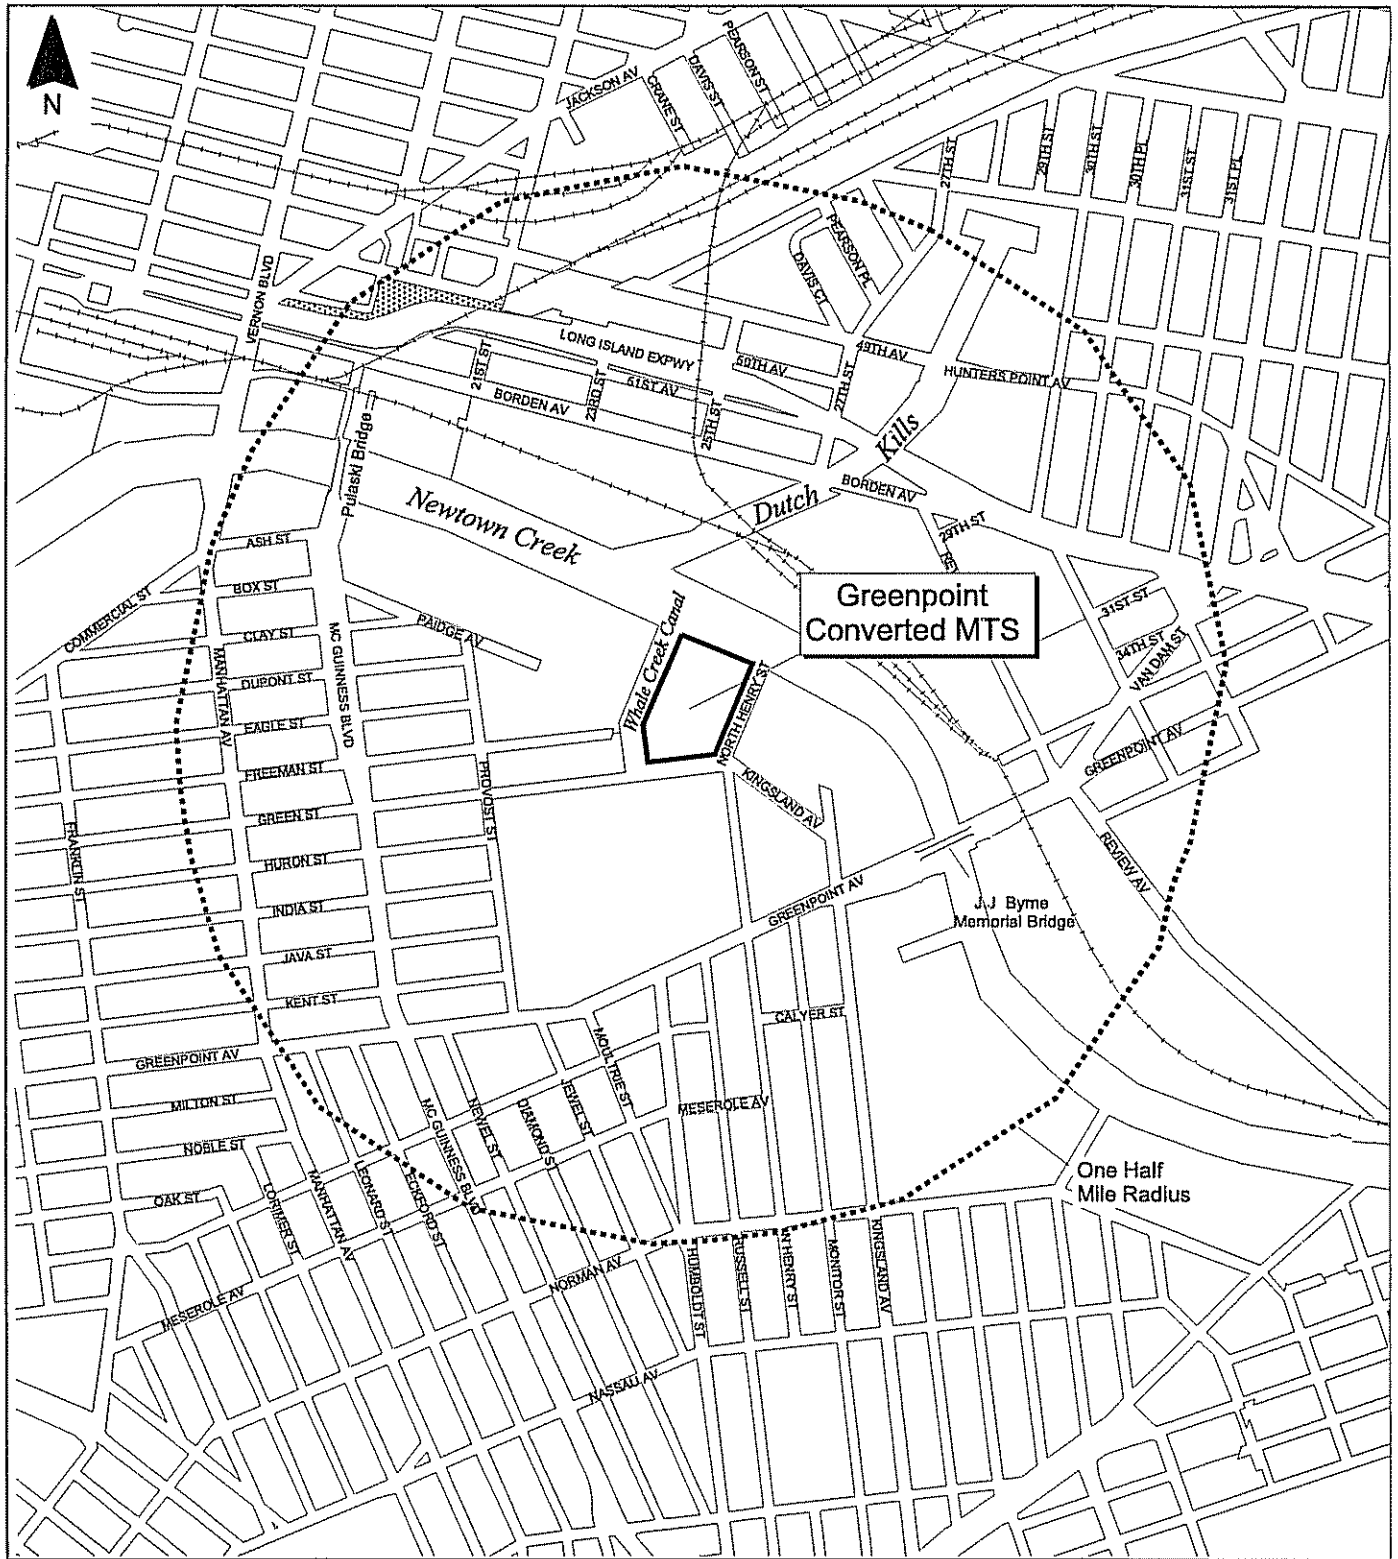 N
JACKSON AV
CRANE ST
DAVIS ST
PEARSON ST
27TH ST
29TH ST
30TH ST
30TH PL
31ST ST
31ST PL
PEARSON PL
DAVIS CT
VERNON BLVD
LONG ISLAND EXPWY
21ST ST
23RD ST
51ST AV
50TH AV
49TH AV
27TH ST
HUNTERS POINT AV
BORDEN AV
25TH ST
Pulaski Bridge
Newtown Creek
Dutch
Kills
BORDEN AV
29TH ST
RE
ASH ST
BOX ST
COMMERCIAL ST
CLAY ST
PAIDGE AV
MC GUINNESS BLVD
MANHATTAN AV
DUPONT ST
EAGLE ST
FREEMAN ST
GREEN ST
HURON ST
INDIA ST
JAVA ST
KENT ST
FRANKLIN ST
PROVOST ST
Whale Creek Canal
Greenpoint
Converted MTS
NORTH HENRY ST
KINGSLAND AV
31ST ST
34TH ST
VAN DAM ST
GREENPOINT AV
REVIEW AV
GREENPOINT AV
J.J Byrne
Memorial Bridge
CALYER ST
GREENPOINT AV
MILTON ST
NOBLE ST
OAK ST
LORIMER ST
MANHATTAN AV
LEONARD ST
ECKFORD ST
MC GUINNESS BLVD
NEWEL ST
DIAMOND ST
JEWEL ST
MOULTRIE ST
MESEROLE AV
One Half
Mile Radius
MESEROLE AV
NORMAN AV
NASSAU AV
HUMBOLDT ST
RUSSELL ST
N HENRY ST
MONITOR ST
KINGSLAND AV